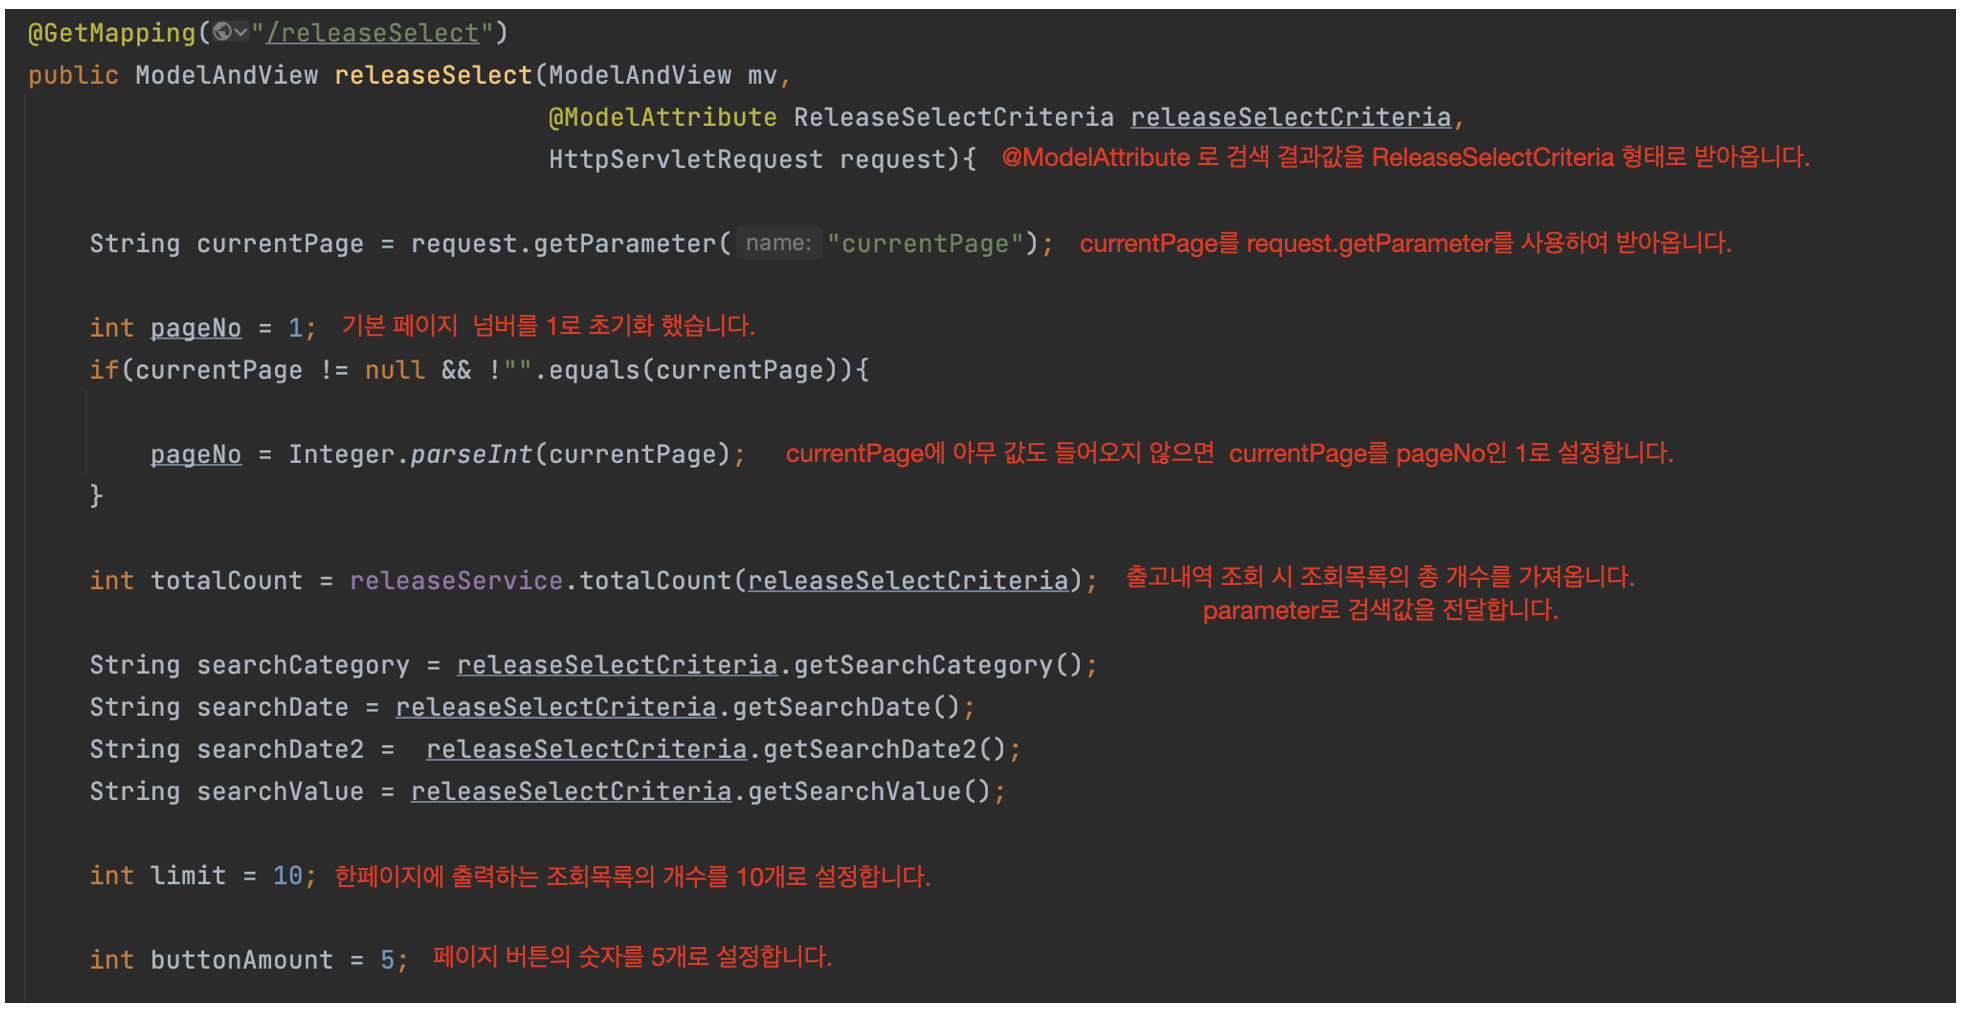 @GetMapping("/releaseSelect")
public ModelAndView releaseSelect(ModelAndView mv,
@ModelAttribute ReleaseSelectCriteria releaseSelectCriteria,
HttpServletRequest request){ @ModelAttribute 로 검색 결과값을 ReleaseSelectCriteria 형태로 받아옵니다.
String currentPage = request.getParameter( name: "currentPage"); currentPage를 request.getParameter를 사용하여 받아옵니다.
int pageNo = 1; 기본 페이지 넘버를 1로 초기화 했습니다.
if(currentPage != null && !"".equals(currentPage)){
pageNo = Integer.parseInt(currentPage); currentPage에 아무 값도 들어오지 않으면 currentPage를 pageNo인 1로 설정합니다.
}
int totalCount = releaseService.totalCount(releaseSelectCriteria); 출고내역 조회 시 조회목록의 총 개수를 가져옵니다.
parameter로 검색값을 전달합니다.
String searchCategory = releaseSelectCriteria.getSearchCategory();
String searchDate = releaseSelectCriteria.getSearchDate();
String searchDate2 = releaseSelectCriteria.getSearchDate2();
String searchValue = releaseSelectCriteria.getSearchValue();
int limit = 10; 한페이지에 출력하는 조회목록의 개수를 10개로 설정합니다.
int buttonAmount = 5; 페이지 버튼의 숫자를 5개로 설정합니다.